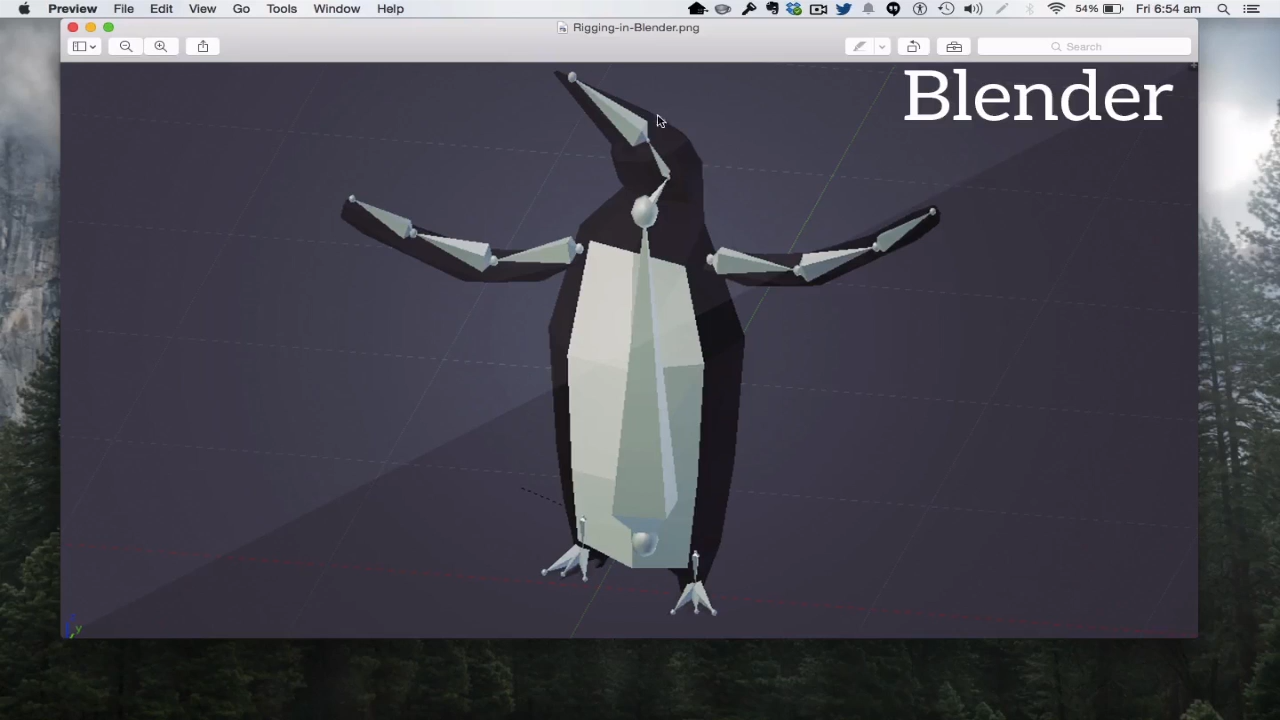 Preview File Edit View Go Tools Window Help 54% Fri 6:54 am
Rigging-in-Blender.png
Search
Blender
y